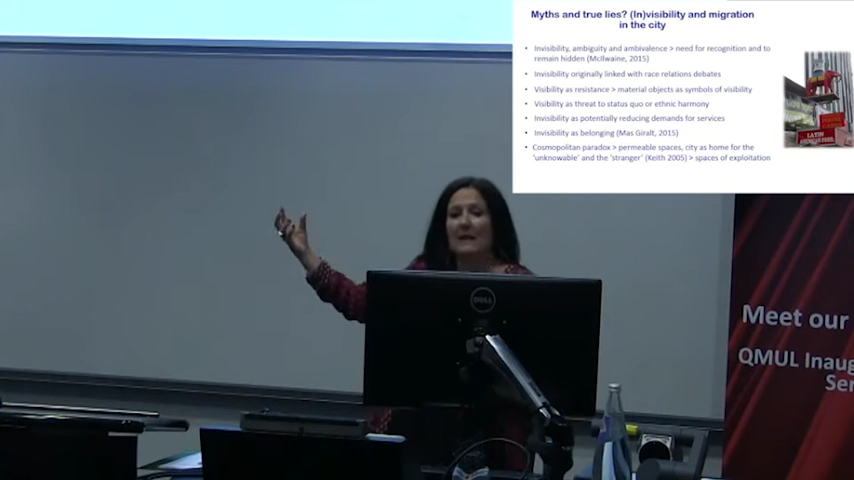 Myths and true lies? (In)visibility and migration
in the city
• Invisibility, ambiguity and ambivalence > need for recognition and to
remain hidden (McIlwaine, 2015)
• Invisibility originally linked with race relations debates
• Visibility as resistance > material objects as symbols of visibility
• Visibility as threat to status quo or ethnic harmony
• Invisibility as potentially reducing demands for services
• Invisibility as belonging (Mas Giralt, 2015)
• Cosmopolitan paradox > permeable spaces, city as home for the
'unknowable' and the 'stranger' (Keith 2005) > spaces of exploitation
LATIN
DELL
Meet our
QMUL Inaug
Ser